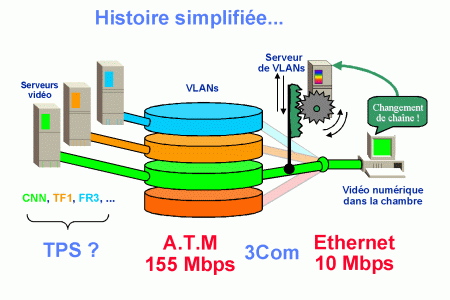 Histoire simplifiée...
Serveurs
vidéo
VLANs
Serveur
de VLANs
Changement
de chaîne !
CNN, TF1, FR3, ...
Vidéo numérique
dans la chambre
TPS ?
A.T.M
155 Mbps
3Com
Ethernet
10 Mbps